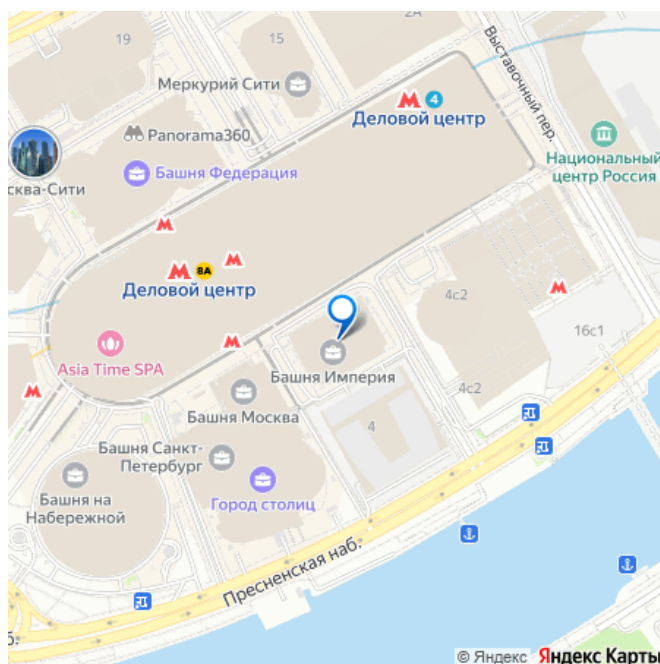 19
15
2А
Меркурий Сити
4
Деловой центр
Выставочный пер.
Panorama360
Национальный
центр Россия
сква-Сити
Башня Федерация
8А
Деловой центр
4с2
16с1
Asia Time SPA
Башня Империя
4с2
Башня Москва
4
Башня Санкт-
Петербург
Башня на
Набережной
Город столиц
Пресненская наб.
б.
© Яндекс Яндекс Карты